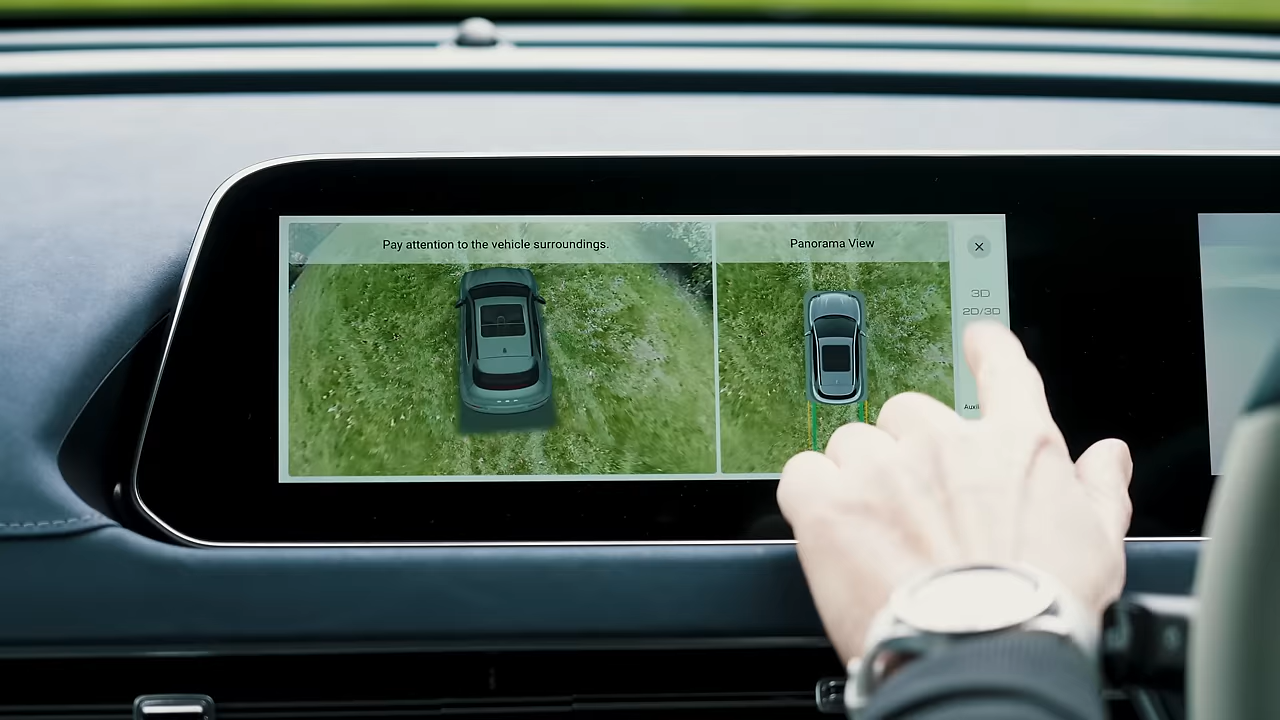 Pay attention to the vehicle surroundings.
Panorama View
3D
2D/3D